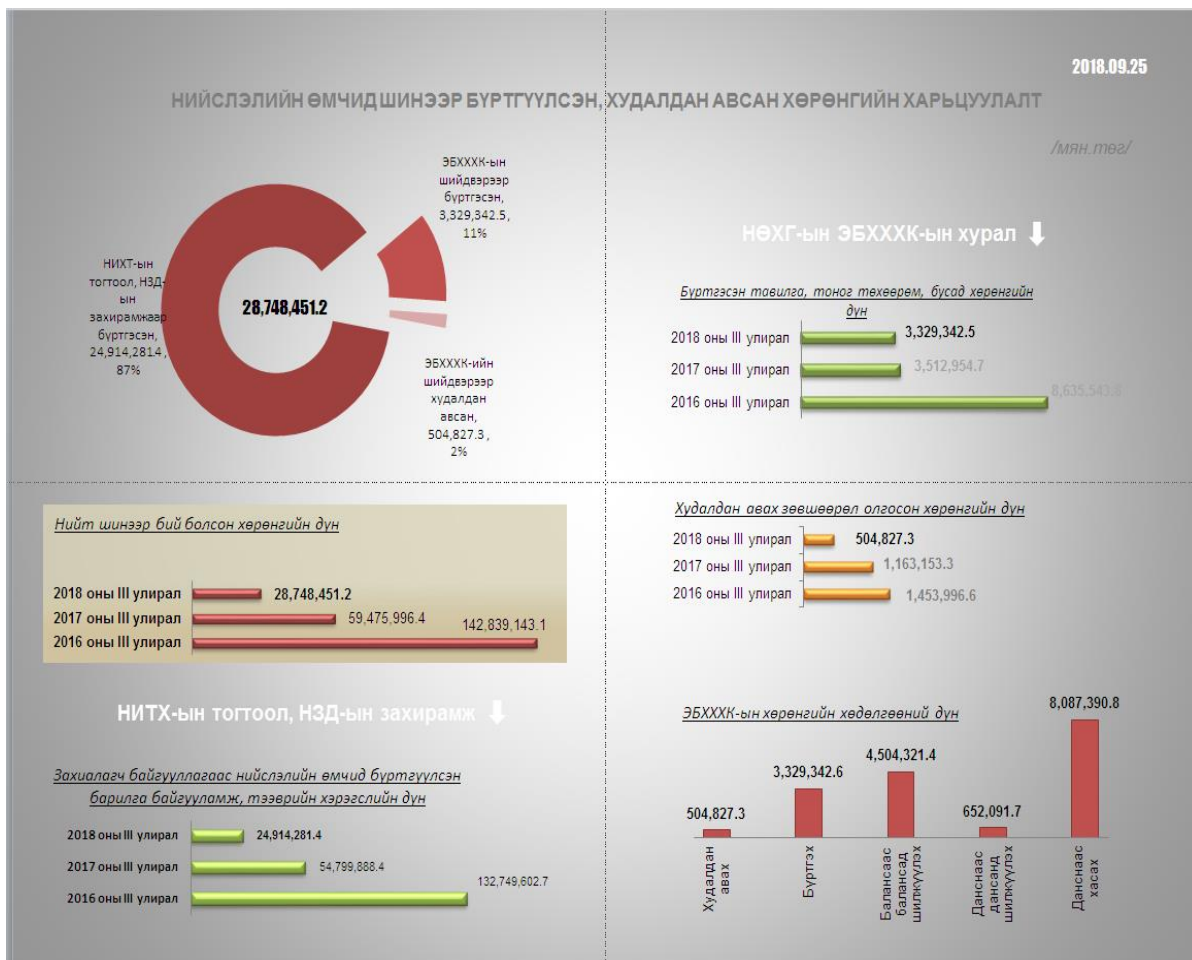 2018.09.25
НИЙСЛЭЛИЙН ӨМЧИД ШИНЭЭР БҮРТГҮҮЛСЭН, ХУДАЛДАН АВСАН ХӨРӨНГИЙН ХАРЬЦУУЛАЛТ
/мян.төг/
ЭБХХХК-ын
шийдвэрээр
бүртгэсэн,
3,329,342.5,
11%
НИХТ-ын
тогтоол, НЗД-
ын
захирамжаар
бүртгэсэн,
24,914,281.4,
87%
28,748,451.2
ЭБХХХК-ийн
шийдвэрээр
худалдан
авсан,
504,827.3 ,
2%
НӨХГ-ын ЭБХХХК-ын хурал
Бүртгэсэн тавилга, тоног төхөөрөм, бусад хөрөнгийн
дүн
2018 оны III улирал 3,329,342.5
2017 оны III улирал 3,512,954.7
2016 оны III улирал 8,635,543.8
Нийт шинээр бий болсон хөрөнгийн дүн
2018 оны III улирал 28,748,451.2
2017 оны III улирал 59,475,996.4
2016 оны III улирал 142,839,143.1
Худалдан авах зөвшөөрөл олгосон хөрөнгийн дүн
2018 оны III улирал 504,827.3
2017 оны III улирал 1,163,153.3
2016 оны III улирал 1,453,996.6
НИТХ-ын тогтоол, НЗД-ын захирамж
Захиалагч байгууллагаас нийслэлийн өмчид бүртгүүлсэн
барилга байгууламж, тээврийн хэрэгслийн дүн
2018 оны III улирал 24,914,281.4
2017 оны III улирал 54,799,888.4
2016 оны III улирал 132,749,602.7
ЭБХХХК-ын хөрөнгийн хөдөлгөөний дүн
504,827.3
3,329,342.6
4,504,321.4
652,091.7
8,087,390.8
Худалдан
авах
Бүртгэх
Балансаас
балансад
шилжүүлэх
Данснаас
дансанд
шилжүүлэх
Данснаас
хасах